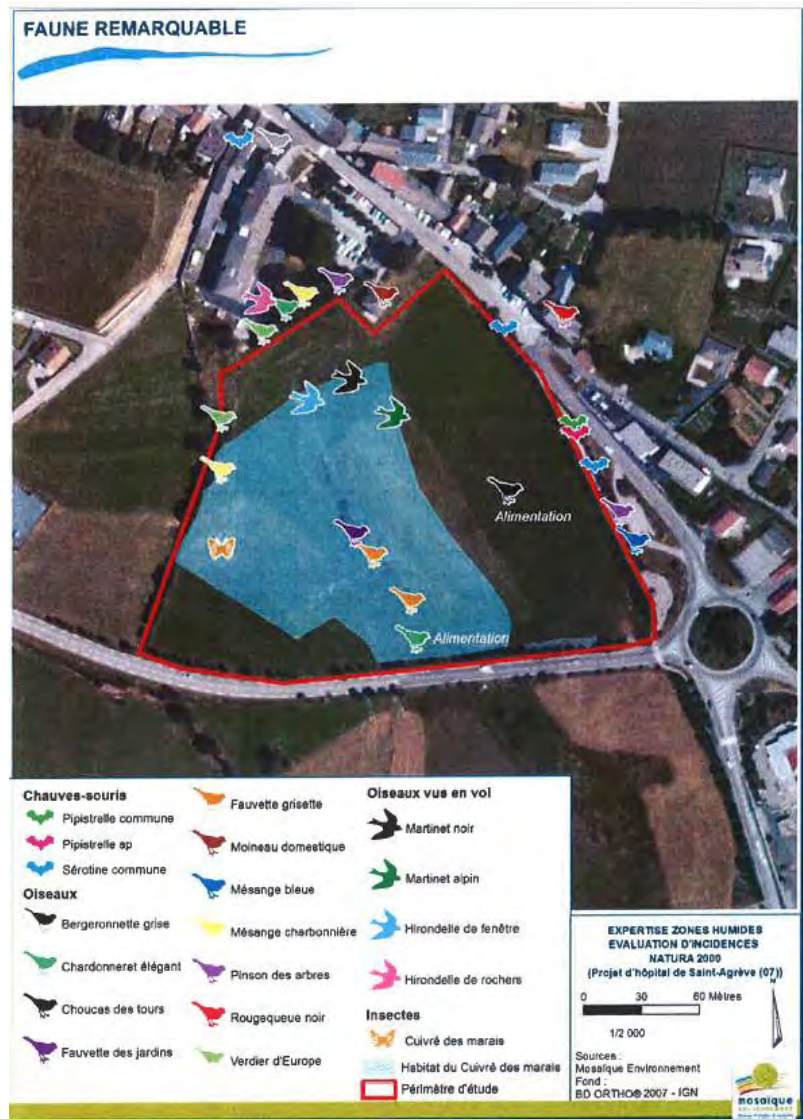 FAUNE REMARQUABLE
Alimentation
Alimentation
Chauves-souris
Pipistrelle commune
Pipistrelle sp
Sérotine commune
Oiseaux
Bergeronnette grise
Chardonneret élégant
Choucas des tours
Fauvette des jardins
Fauvette grisette
Moineau domestique
Mésange bleue
Mésange charbonnière
Pinson des arbres
Rougequeue noir
Verdier d'Europe
Oiseaux vus en vol
Martinet noir
Martinet alpin
Hirondelle de fenêtre
Hirondelle de rochers
Insectes
Cuivré des marais
Habitat du Cuivré des marais
Périmètre d'étude
EXPERTISE ZONES HUMIDES
EVALUATION D'INCIDENCES
NATURA 2000
(Projet d'hôpital de Saint-Agrève (07))
N
0 30 60 Mètres
1/2 000
Sources :
Mosaïque Environnement
Fond :
BD ORTHO® 2007 - IGN
mosaïque